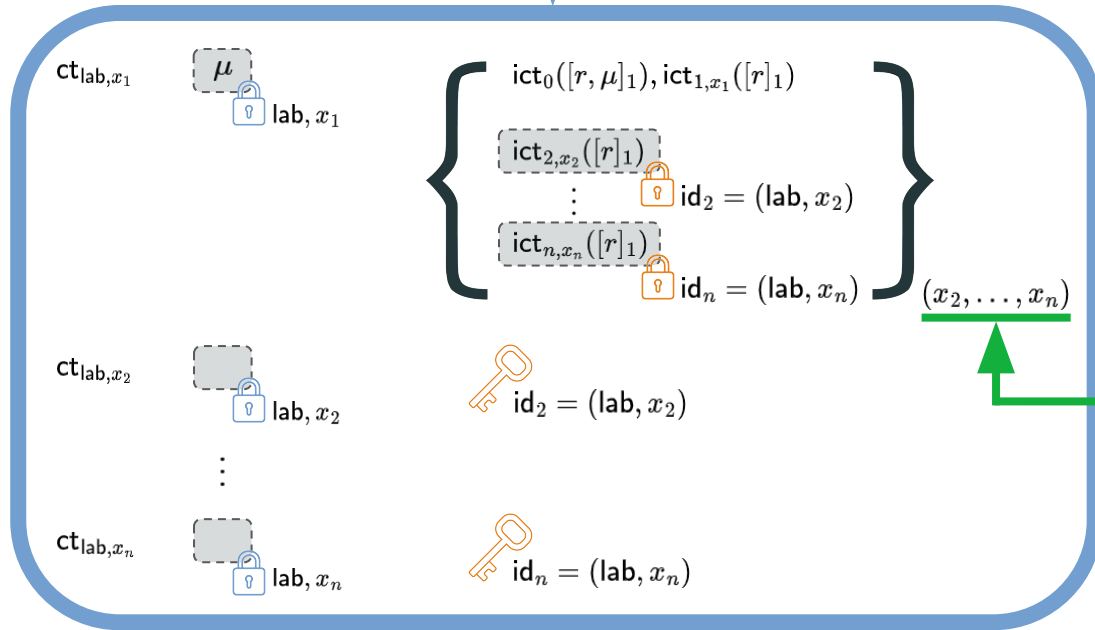 ct_{lab,x_1} μ lab, x_1 ict_0([r, μ]_1), ict_{1,x_1}([r]_1)
ict_{2,x_2}([r]_1)
id_2 = (lab, x_2)
⋮
ict_{n,x_n}([r]_1)
id_n = (lab, x_n)
(x_2, ..., x_n)
ct_{lab,x_2} lab, x_2 id_2 = (lab, x_2)
⋮
ct_{lab,x_n} lab, x_n id_n = (lab, x_n)